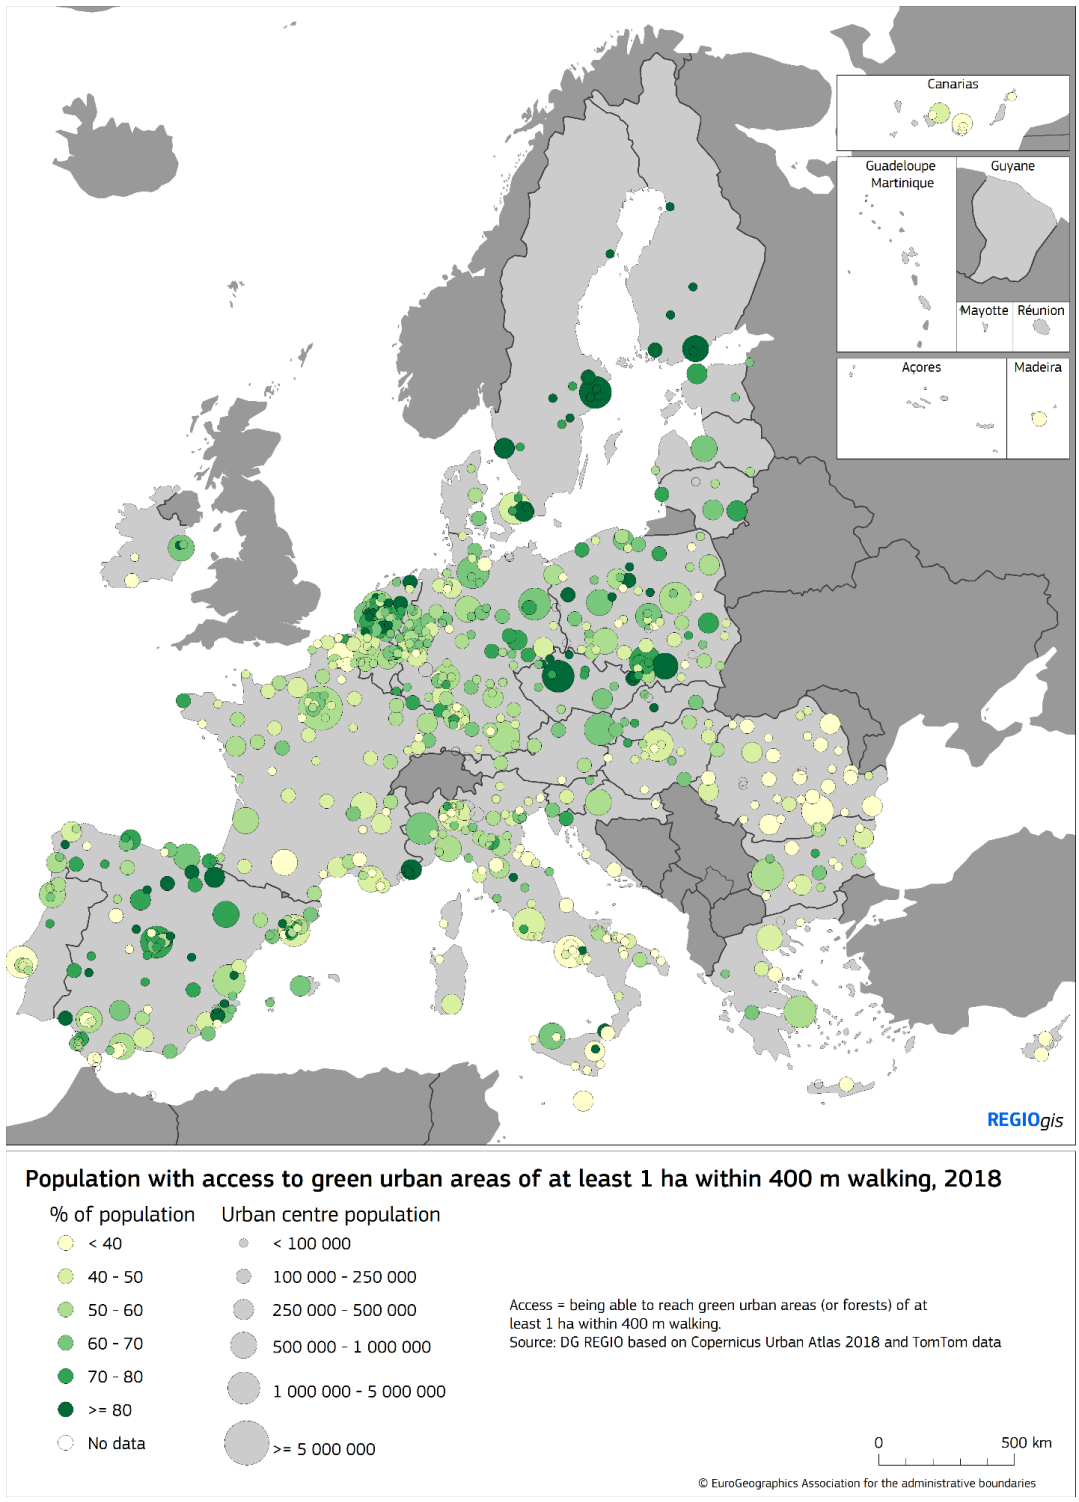 Canarias
Guadeloupe
Martinique
Guyane
Mayotte
Réunion
Açores
Madeira
REGIOgis
Population with access to green urban areas of at least 1 ha within 400 m walking, 2018
% of population
< 40
40 - 50
50 - 60
60 - 70
70 - 80
>= 80
No data
Urban centre population
< 100 000
100 000 - 250 000
250 000 - 500 000
500 000 - 1 000 000
1 000 000 - 5 000 000
>= 5 000 000
Access = being able to reach green urban areas (or forests) of at
least 1 ha within 400 m walking.
Source: DG REGIO based on Copernicus Urban Atlas 2018 and TomTom data
0 500 km
© EuroGeographics Association for the administrative boundaries